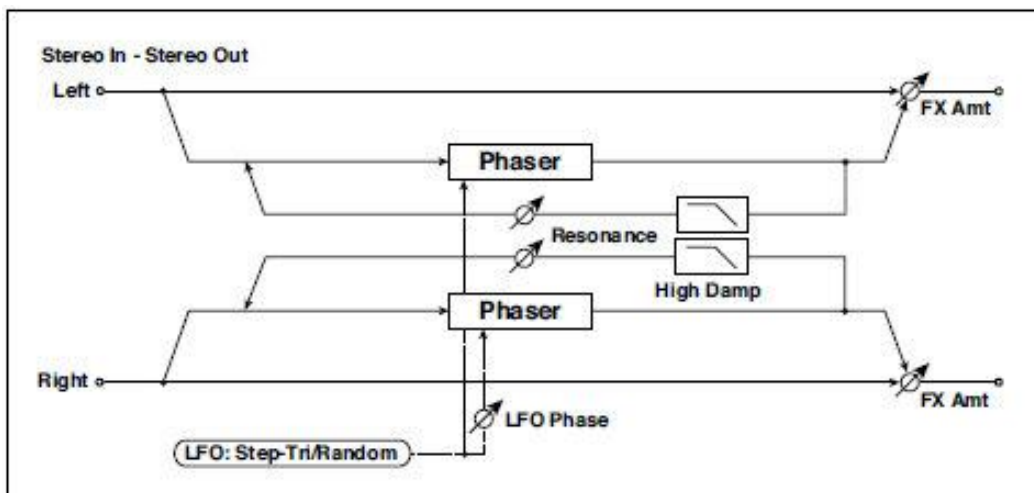 Stereo In - Stereo Out
Left
FX Amt
Phaser
Resonance
High Damp
Phaser
Right
FX Amt
LFO Phase
LFO: Step-Tri/Random